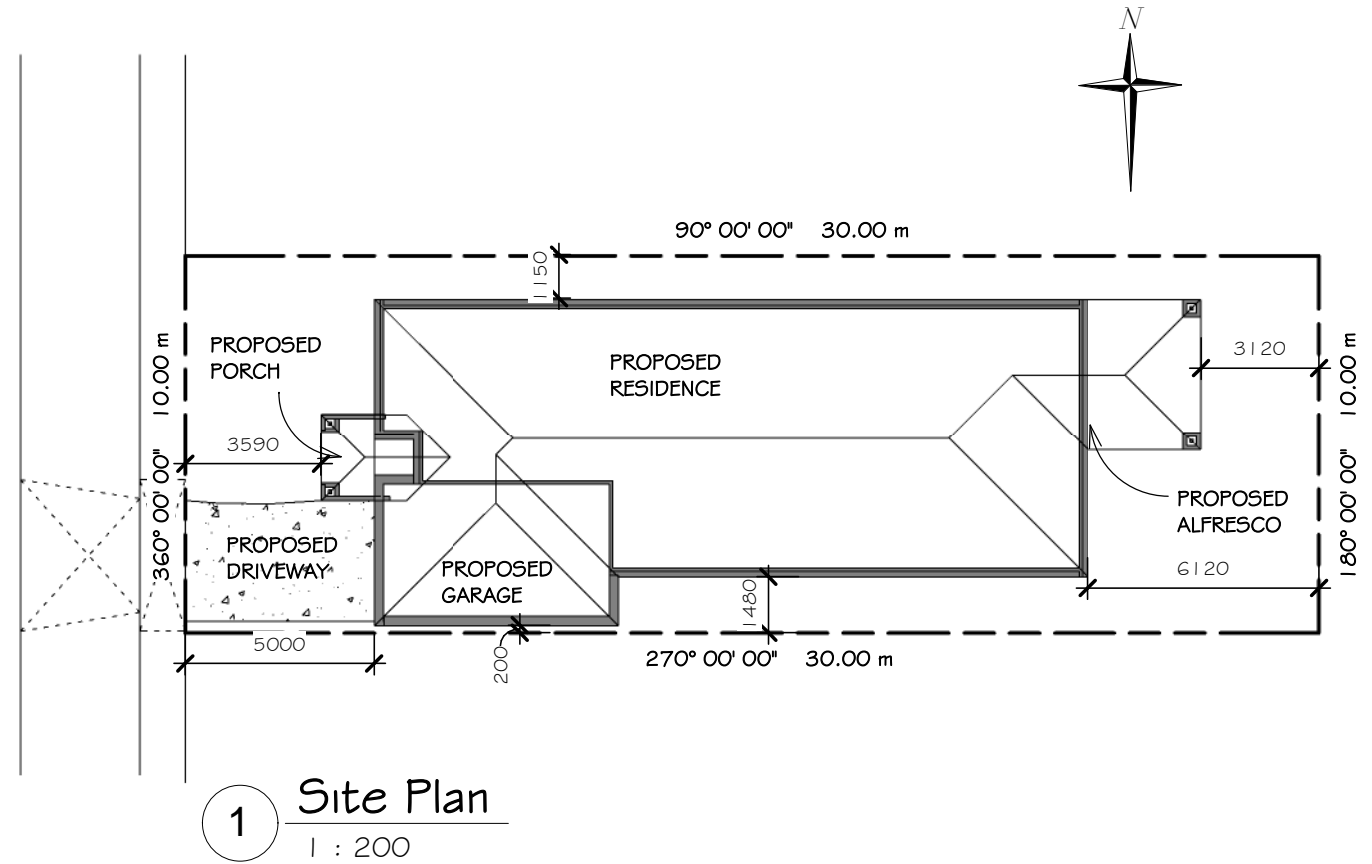 N
90° 00' 00" 30.00 m
1150
PROPOSED
PORCH
PROPOSED
RESIDENCE
3120
360° 00' 00" 10.00 m
180° 00' 00" 10.00 m
3590
PROPOSED
ALFRESCO
PROPOSED
DRIVEWAY
PROPOSED
GARAGE
6120
1480
5000
200
270° 00' 00" 30.00 m
1
Site Plan
1 : 200